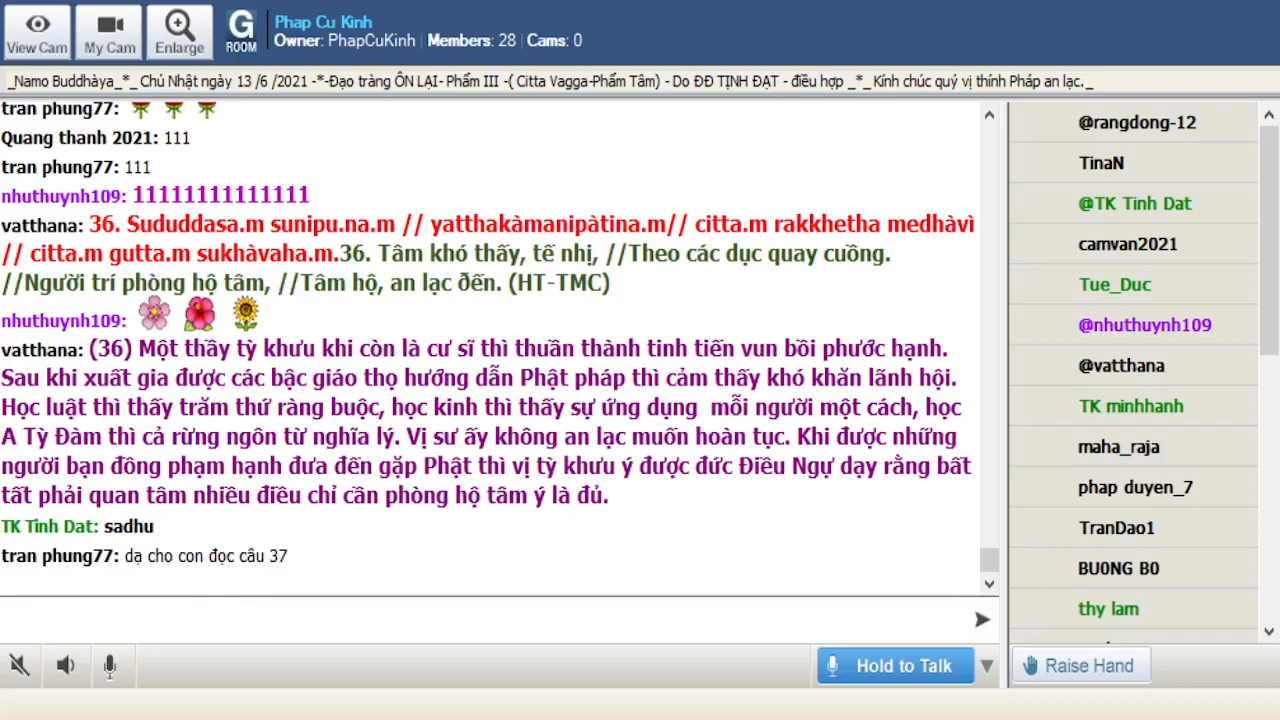 View Cam
My Cam
Enlarge
G
ROOM
Phap Cu Kinh
Owner: PhapCuKinh | Members: 28 | Cams: 0
_Namo Buddhàya_*_ Chủ Nhật ngày 13 /6 /2021 -*-Đạo tràng ÔN LẠI- Phẩm III -( Citta Vagga-Phẩm Tâm) - Do ĐĐ TỊNH ĐẠT - điều hợp _*_ Kính chúc quý vị thính Pháp an lạc._
tran phung77:
Quang thanh 2021: 111
tran phung77: 111
nhuthuynh109: 11111111111111
vatthana: 36. Sududdasa.m sunipu.na.m // yatthakàmanipàtina.m// citta.m rakkhetha medhàvì
// citta.m gutta.m sukhàvaha.m.36. Tâm khó thấy, tế nhị, //Theo các dục quay cuồng.
//Người trí phòng hộ tâm, //Tâm hộ, an lạc ðến. (HT-TMC)
nhuthuynh109:
vatthana: (36) Một thầy tỳ khưu khi còn là cư sĩ thì thuần thành tinh tiến vun bồi phước hạnh.
Sau khi xuất gia được các bậc giáo thọ hướng dẫn Phật pháp thì cảm thấy khó khăn lãnh hội.
Học luật thì thấy trăm thứ ràng buộc, học kinh thì thấy sự ứng dụng  mỗi người một cách, học
A Tỳ Đàm thì cả rừng ngôn từ nghĩa lý. Vị sư ấy không an lạc muốn hoàn tục. Khi được những
người bạn đồng phạm hạnh đưa đến gặp Phật thì vị tỳ khưu ý được đức Điều Ngự dạy rằng bất
tất phải quan tâm nhiều điều chỉ cần phòng hộ tâm ý là đủ.
TK Tinh Dat: sadhu
tran phung77: dạ cho con đọc câu 37
Hold to Talk
@rangdong-12
TinaN
@TK Tinh Dat
camvan2021
Tue_Duc
@nhuthuynh109
@vatthana
TK minhhanh
maha_raja
phap duyen_7
TranDao1
BU0NG B0
thy lam
Raise Hand